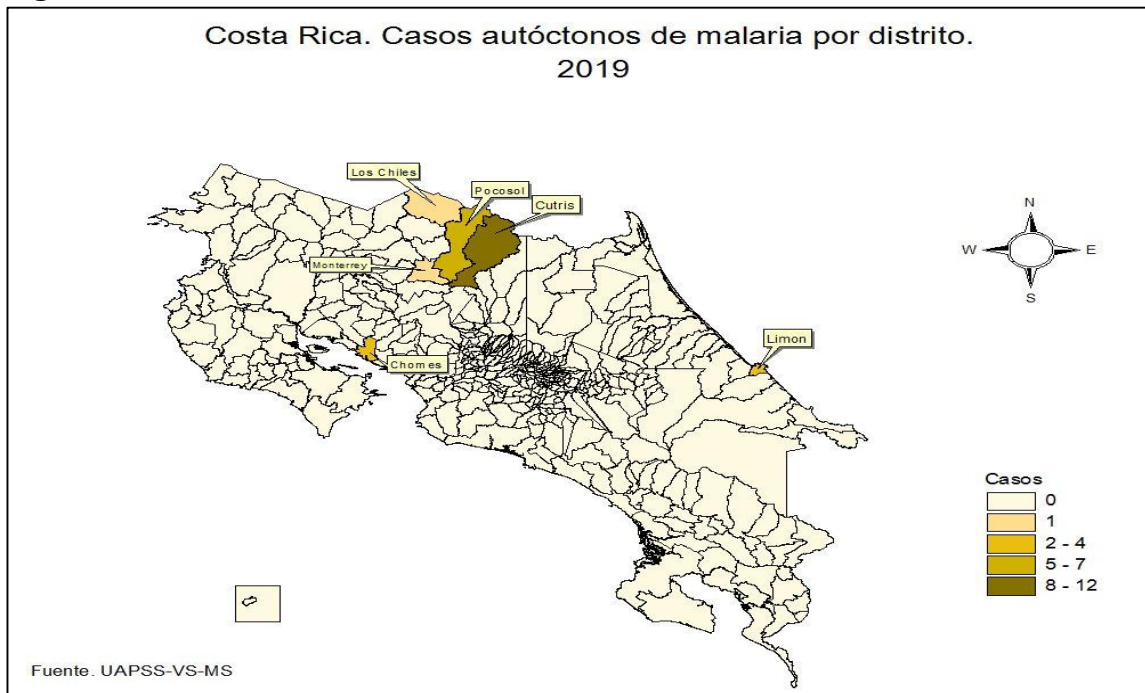 Costa Rica. Casos autóctonos de malaria por distrito.
2019
Los Chiles
Pocosol
Cutris
Monterrey
Chomes
Limon
N
W
E
S
Casos
0
1
2 - 4
5 - 7
8 - 12
Fuente. UAPSS-VS-MS